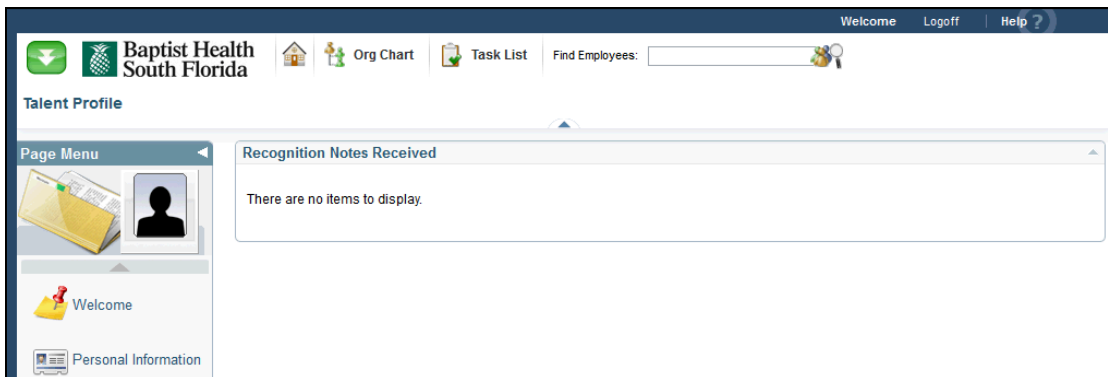 Welcome Logoff Help ?
Baptist Health
South Florida
Org Chart Task List Find Employees:
Talent Profile
Page Menu
Recognition Notes Received
There are no items to display.
Welcome
Personal Information